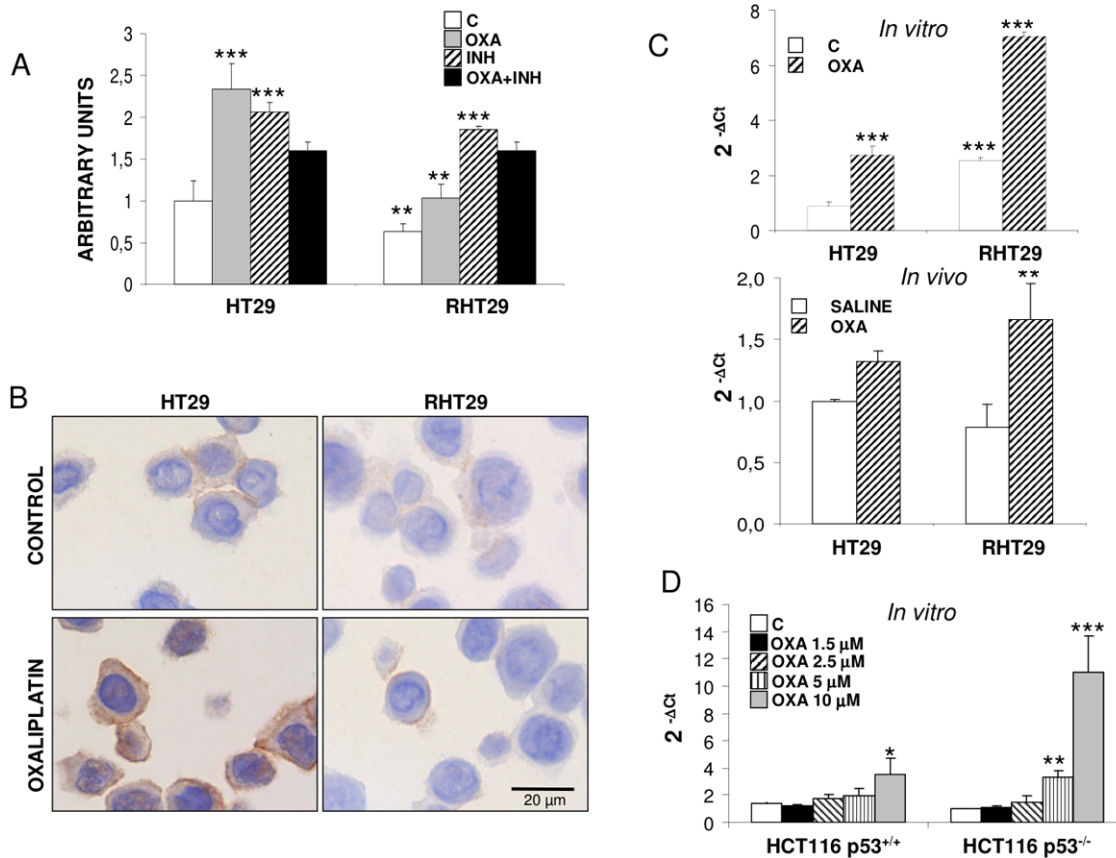 A
ARBITRARY UNITS
3
2,5
2
1,5
1
0,5
0
C
OXA
INH
OXA+INH
***
***
**
**
***
HT29 RHT29
B
HT29 RHT29
CONTROL
OXALIPLATIN
20 µm
C
In vitro
2 -ΔCt
8
6
4
2
0
C
OXA
***
***
***
HT29 RHT29
In vivo
2 -ΔCt
2,0
1,5
1,0
0,5
0,0
SALINE
OXA
**
HT29 RHT29
D
In vitro
2 -ΔCt
16
14
12
10
8
6
4
2
0
C
OXA 1.5 µM
OXA 2.5 µM
OXA 5 µM
OXA 10 µM
*
**
***
HCT116 p53+/+ HCT116 p53-/-